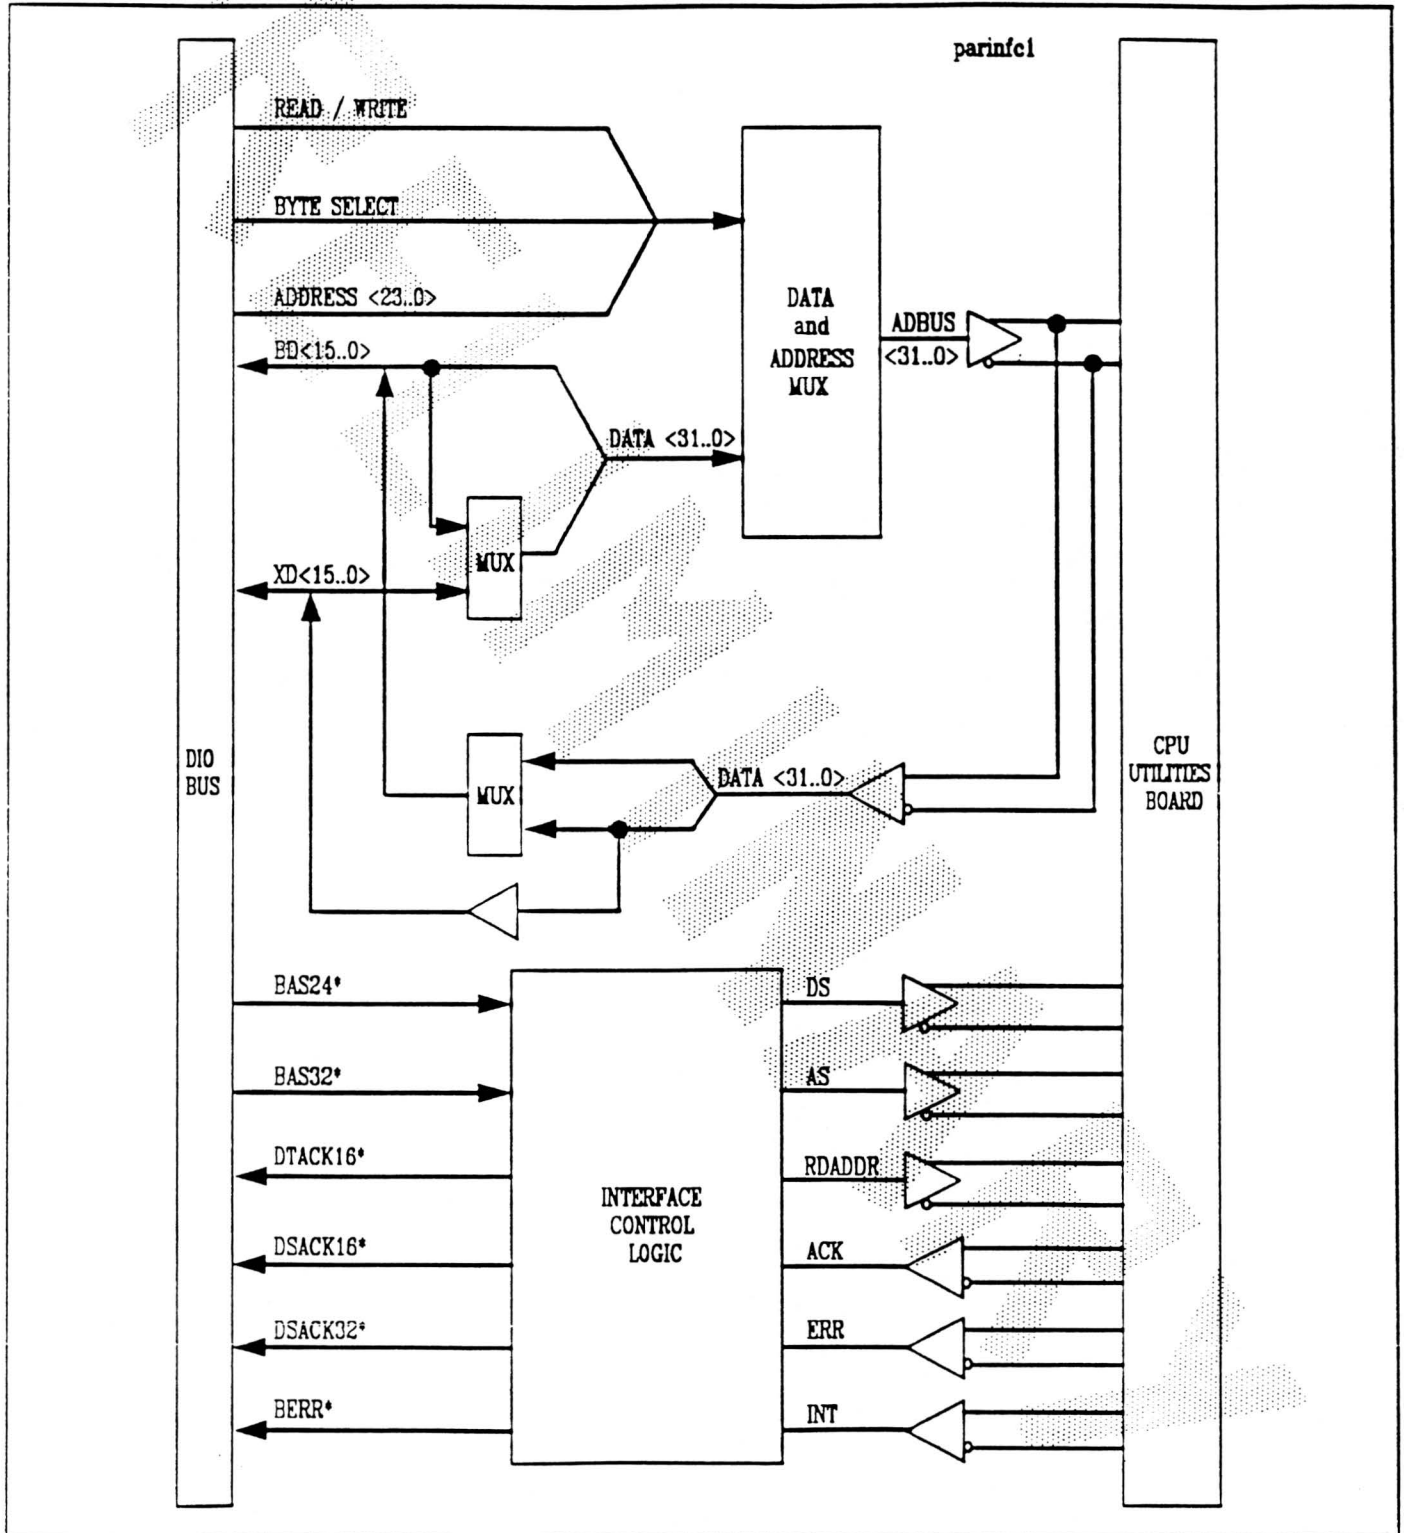 parinfc1
READ / WRITE
BYTE SELECT
ADDRESS <23..0>
BD<15..0>
DATA
and
ADDRESS
MUX
ADBUS
<31..0>
DATA <31..0>
MUX
XD<15..0>
DIO
BUS
MUX
DATA <31..0>
CPU
UTILITIES
BOARD
BAS24*
BAS32*
DTACK16*
DSACK16*
DSACK32*
BERR*
INTERFACE
CONTROL
LOGIC
DS
AS
RDADDR
ACK
ERR
INT
PRELIMINARY